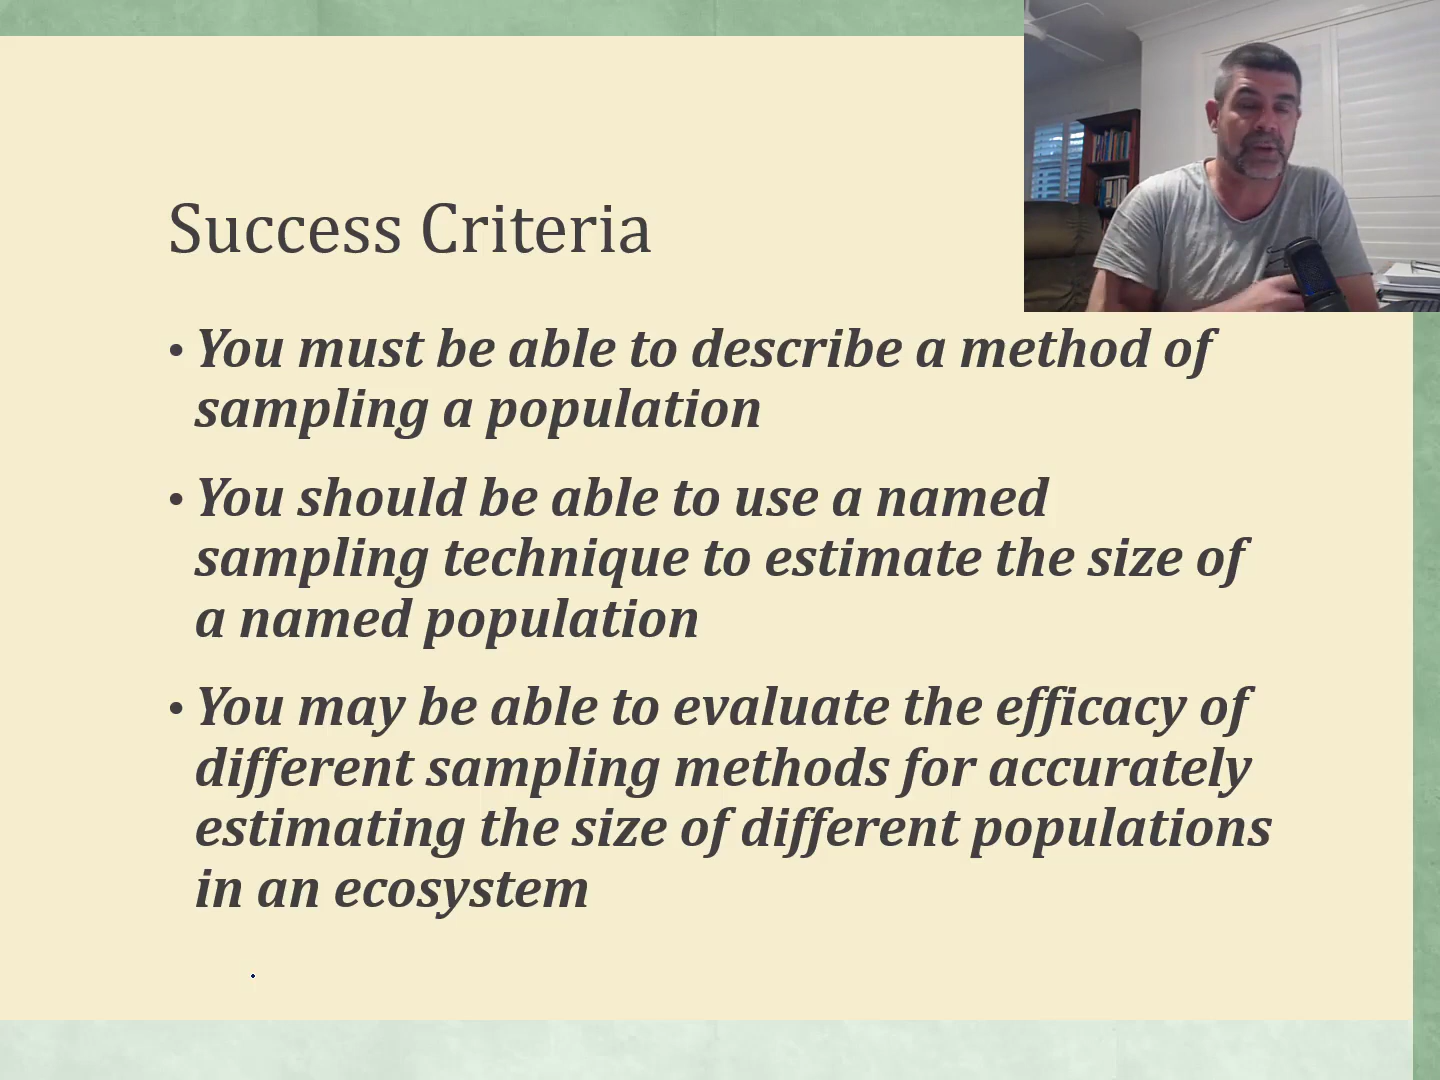 Success Criteria
• You must be able to describe a method of
sampling a population
• You should be able to use a named
sampling technique to estimate the size of
a named population
• You may be able to evaluate the efficacy of
different sampling methods for accurately
estimating the size of different populations
in an ecosystem